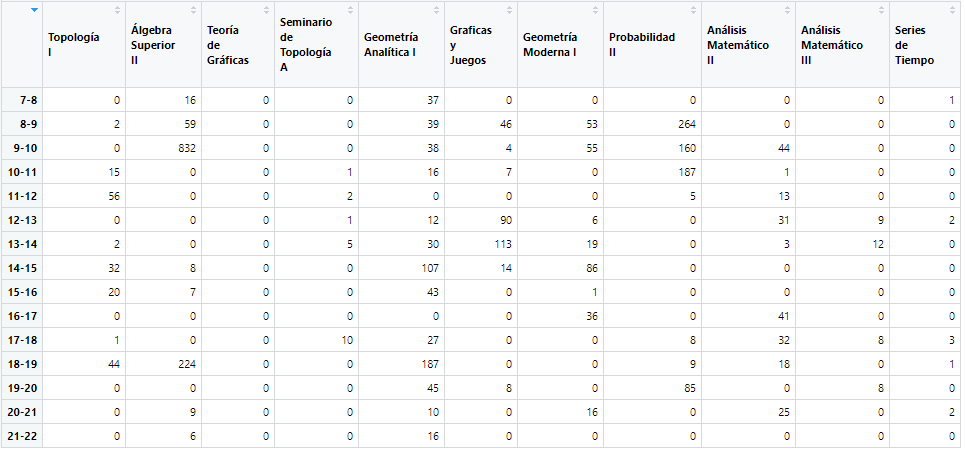 Topología I | Álgebra Superior II | Teoría de Gráficas | Seminario de Topología A | Geometría Analítica I | Graficas y Juegos | Geometría Moderna I | Probabilidad II | Análisis Matemático II | Análisis Matemático III | Series de Tiempo
7-8 0 16 0 0 37 0 0 0 0 0 1
8-9 2 59 0 0 39 46 53 264 0 0 0
9-10 0 832 0 0 38 4 55 160 44 0 0
10-11 15 0 0 1 16 7 0 187 1 0 0
11-12 56 0 0 2 0 0 0 5 13 0 0
12-13 0 0 0 1 12 90 6 0 31 9 2
13-14 2 0 0 5 30 113 19 0 3 12 0
14-15 32 8 0 0 107 14 86 0 0 0 0
15-16 20 7 0 0 43 0 1 0 0 0 0
16-17 0 0 0 0 0 0 36 0 41 0 0
17-18 1 0 0 10 27 0 0 8 32 8 3
18-19 44 224 0 0 187 0 0 9 18 0 1
19-20 0 0 0 0 45 8 0 85 0 8 0
20-21 0 9 0 0 10 0 16 0 25 0 2
21-22 0 6 0 0 16 0 0 0 0 0 0